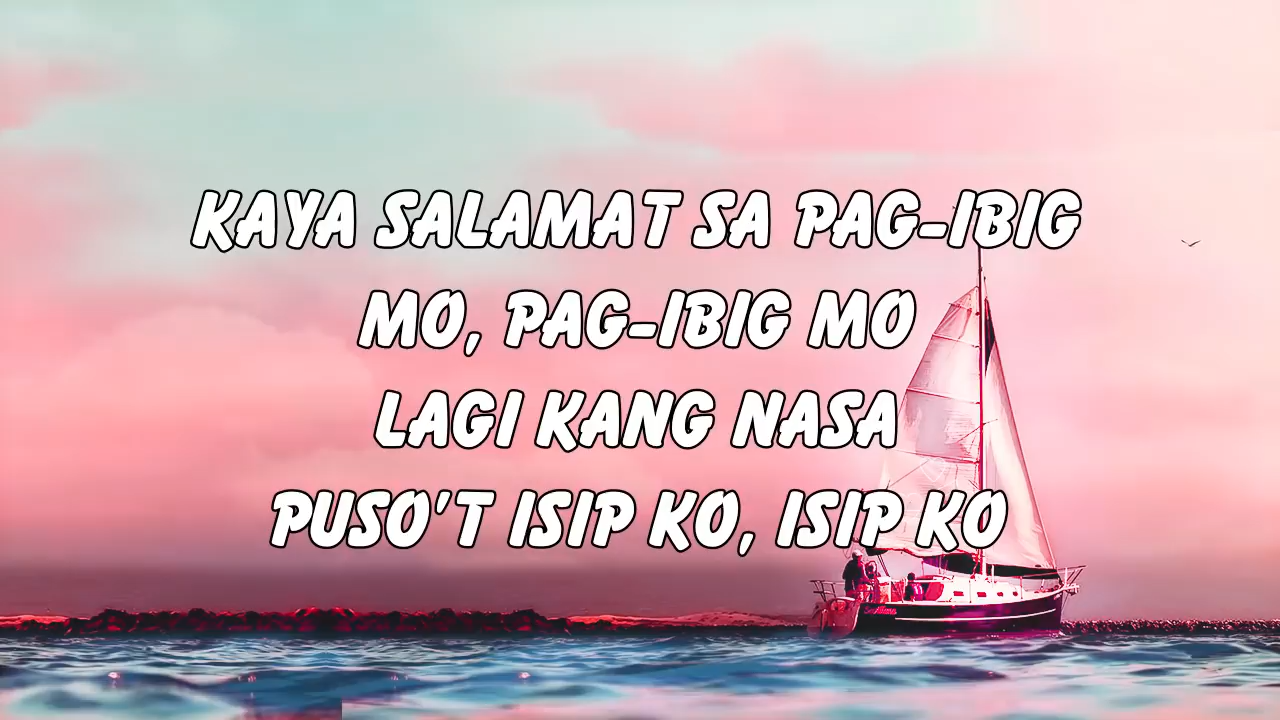 KAYA SALAMAT SA PAG-IBIG
MO, PAG-IBIG MO
LAGI KANG NASA
PUSO'T ISIP KO, ISIP KO